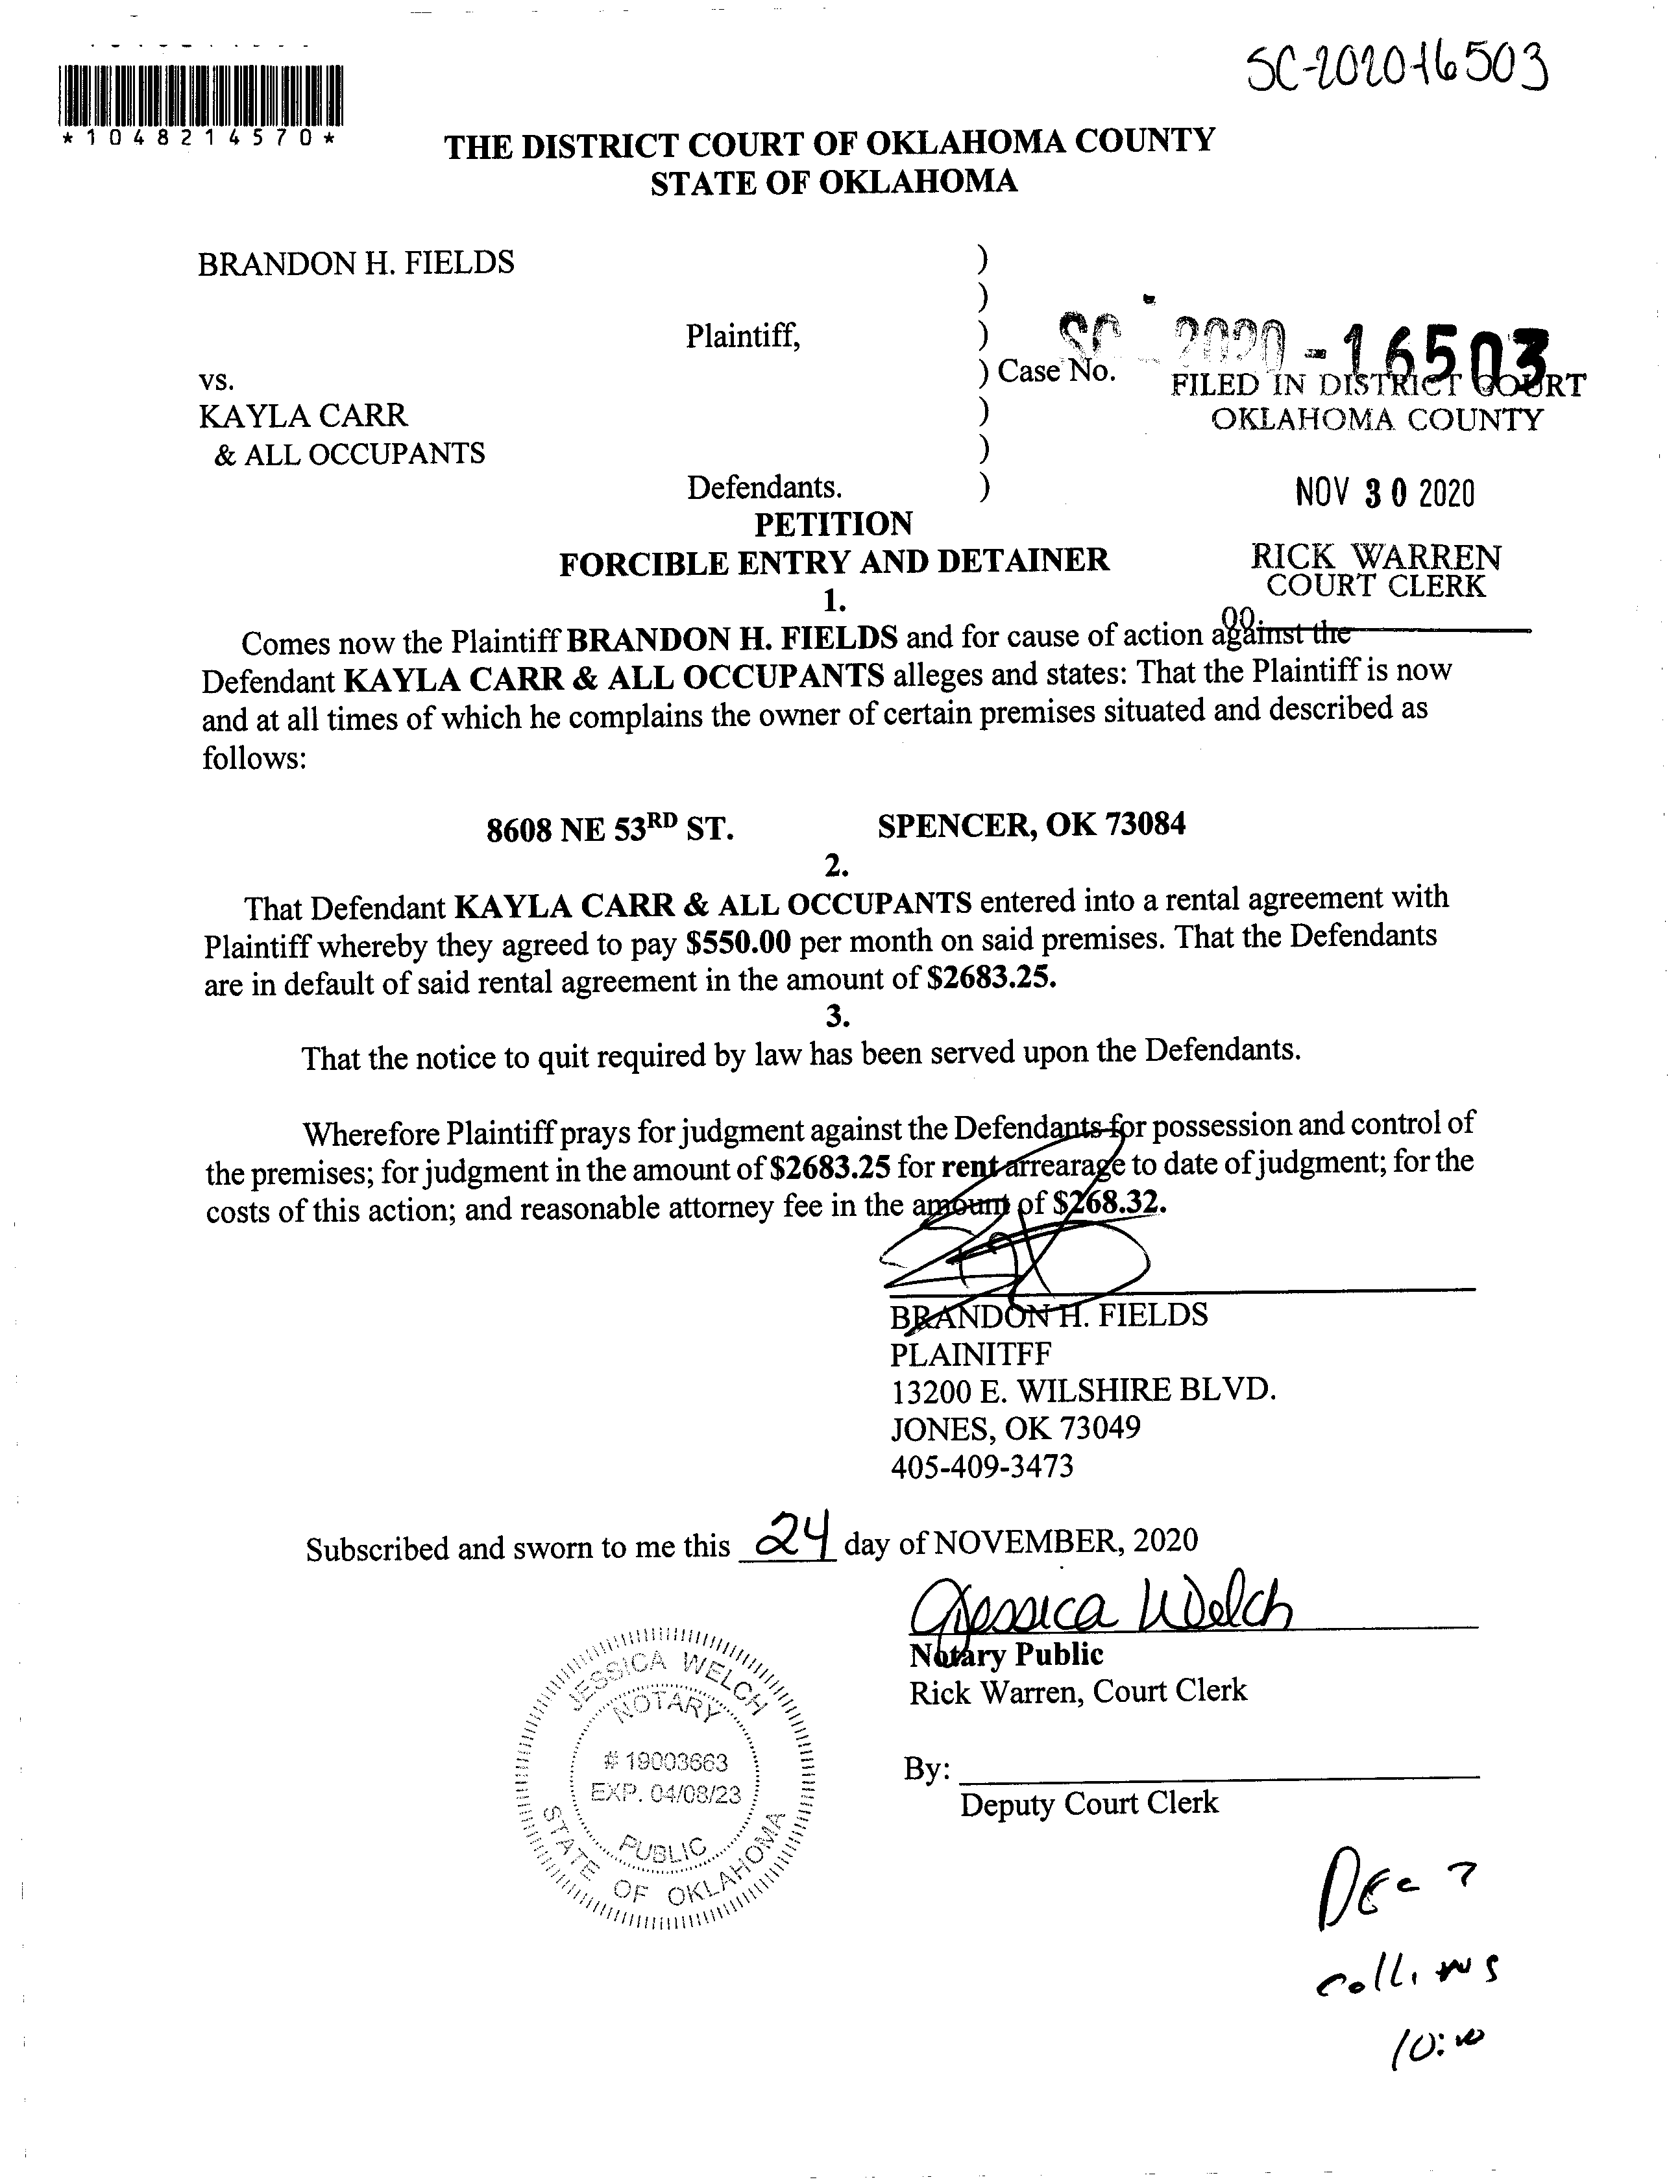 SC-2020-16503
*1048214570*
THE DISTRICT COURT OF OKLAHOMA COUNTY
STATE OF OKLAHOMA
BRANDON H. FIELDS )
)
Plaintiff, ) SC - 2020 - 16503
vs. ) Case No. FILED IN DISTRICT COURT
KAYLA CARR ) OKLAHOMA COUNTY
& ALL OCCUPANTS )
Defendants. ) NOV 30 2020
PETITION
FORCIBLE ENTRY AND DETAINER
RICK WARREN
COURT CLERK
1.
Comes now the Plaintiff BRANDON H. FIELDS and for cause of action against the
Defendant KAYLA CARR & ALL OCCUPANTS alleges and states: That the Plaintiff is now
and at all times of which he complains the owner of certain premises situated and described as
follows:
8608 NE 53RD ST. SPENCER, OK 73084
2.
That Defendant KAYLA CARR & ALL OCCUPANTS entered into a rental agreement with
Plaintiff whereby they agreed to pay $550.00 per month on said premises. That the Defendants
are in default of said rental agreement in the amount of $2683.25.
3.
That the notice to quit required by law has been served upon the Defendants.
Wherefore Plaintiff prays for judgment against the Defendants for possession and control of
the premises; for judgment in the amount of $2683.25 for rent arrearage to date of judgment; for the
costs of this action; and reasonable attorney fee in the amount of $268.32.
BRANDON H. FIELDS
PLAINITFF
13200 E. WILSHIRE BLVD.
JONES, OK 73049
405-409-3473
Subscribed and sworn to me this 24 day of NOVEMBER, 2020
Jessica Welch
Notary Public
Rick Warren, Court Clerk
By:
Deputy Court Clerk
JESSICA WELCH
NOTARY
# 19003663
EXP. 04/08/23
PUBLIC
STATE OF OKLAHOMA
Dec 7
Collins
10:00